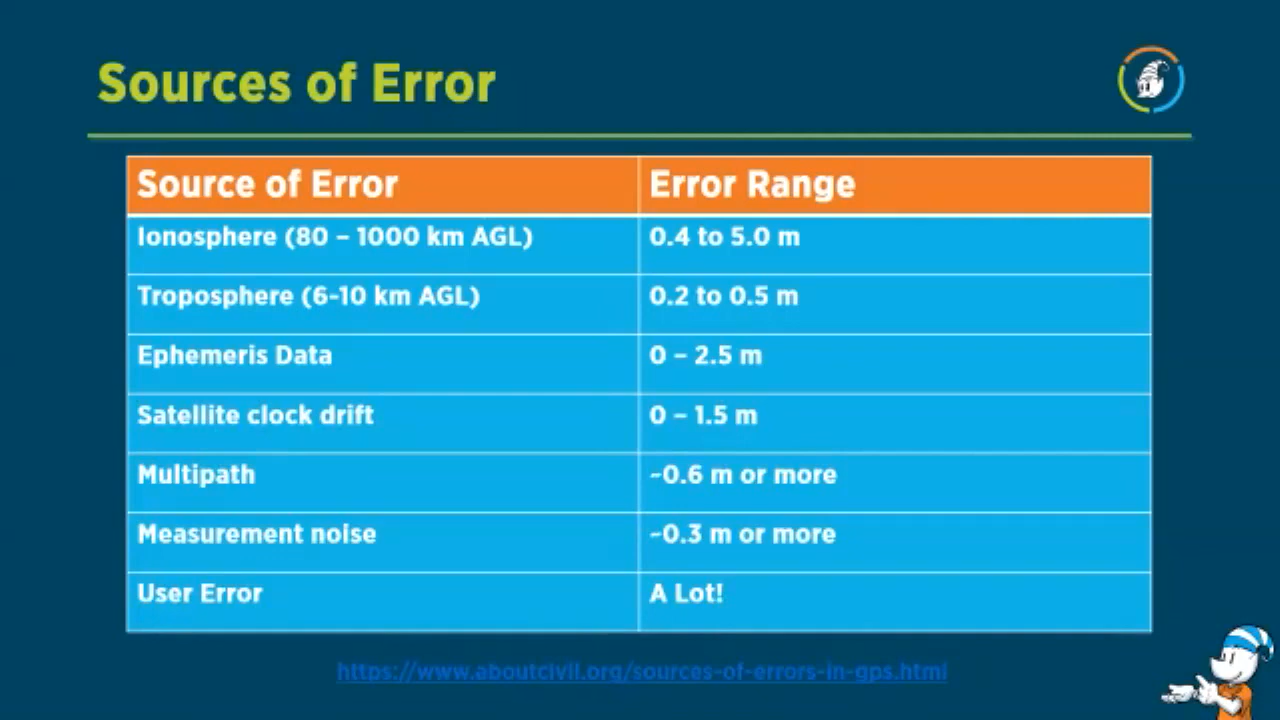 Sources of Error
Source of Error
Error Range
Ionosphere (80 – 1000 km AGL)
0.4 to 5.0 m
Troposphere (6-10 km AGL)
0.2 to 0.5 m
Ephemeris Data
0 – 2.5 m
Satellite clock drift
0 – 1.5 m
Multipath
~0.6 m or more
Measurement noise
~0.3 m or more
User Error
A Lot!
https://www.aboutcivil.org/sources-of-errors-in-gps.html